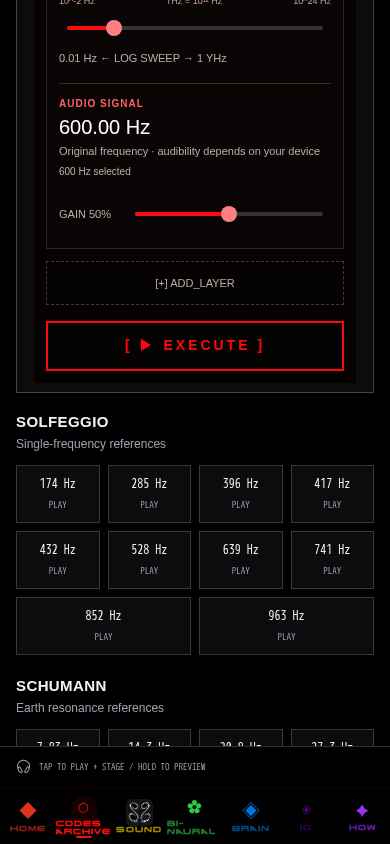 0.01 Hz ← LOG SWEEP → 1 YHz
AUDIO SIGNAL
600.00 Hz
Original frequency · audibility depends on your device
600 Hz selected
GAIN 50%
[+] ADD_LAYER
[ ▶ EXECUTE ]
SOLFEGGIO
Single-frequency references
174 Hz 285 Hz 396 Hz 417 Hz
PLAY PLAY PLAY PLAY
432 Hz 528 Hz 639 Hz 741 Hz
PLAY PLAY PLAY PLAY
852 Hz 963 Hz
PLAY PLAY
SCHUMANN
Earth resonance references
TAP TO PLAY + STAGE / HOLD TO PREVIEW
HOME CODES ARCHIVE SOUND BI-NAURAL BRAIN IQ HOW